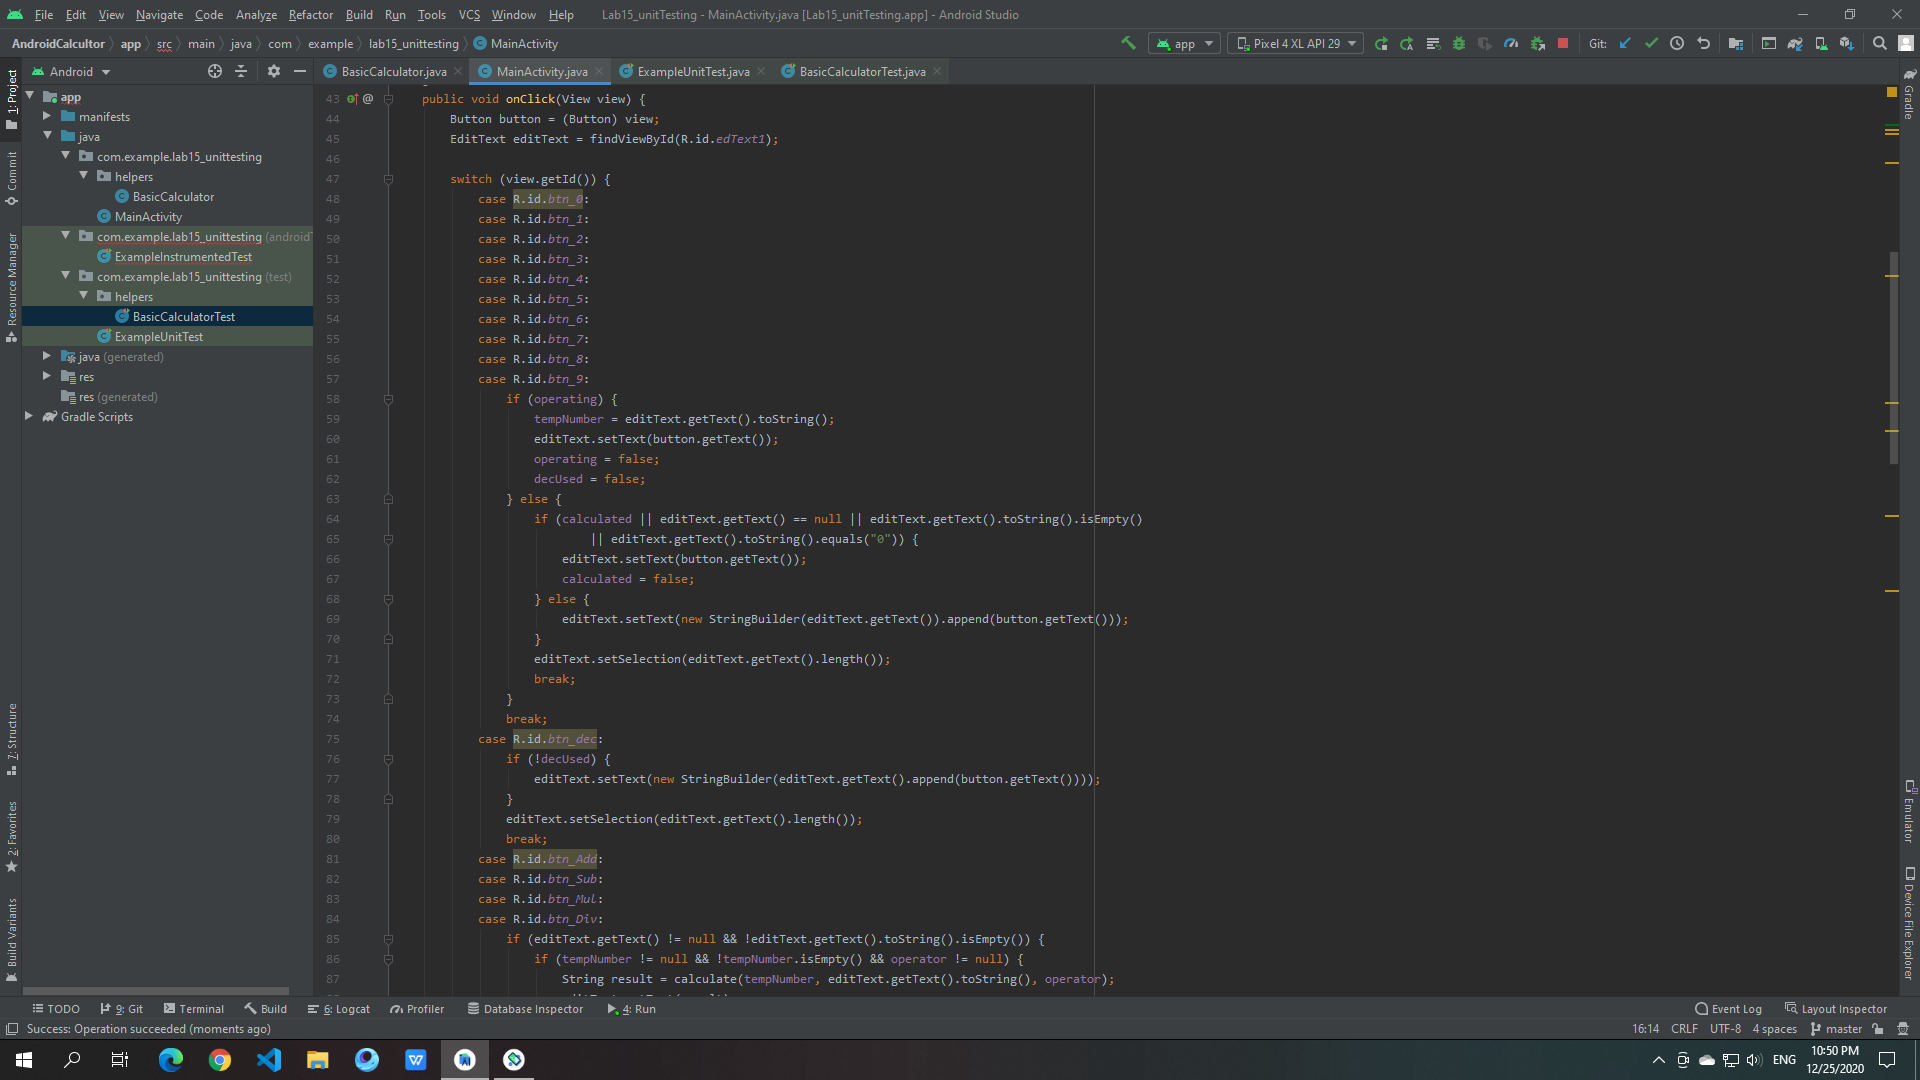 File Edit View Navigate Code Analyze Refactor Build Run Tools VCS Window Help Lab15_unitTesting - MainActivity.java [Lab15_unitTesting.app] - Android Studio
AndroidCalcultor app src main java com example lab15_unittesting MainActivity app Pixel 4 XL API 29 Git:
Android BasicCalculator.java MainActivity.java ExampleUnitTest.java BasicCalculatorTest.java
1: Project
Commit
Resource Manager
7: Structure
2: Favorites
Build Variants
app
manifests
java
com.example.lab15_unittesting
helpers
BasicCalculator
MainActivity
com.example.lab15_unittesting (androidT
ExampleInstrumentedTest
com.example.lab15_unittesting (test)
helpers
BasicCalculatorTest
ExampleUnitTest
java (generated)
res
res (generated)
Gradle Scripts
43 @ public void onClick(View view) {
44 Button button = (Button) view;
45 EditText editText = findViewById(R.id.edText1);
46
47 switch (view.getId()) {
48 case R.id.btn_0:
49 case R.id.btn_1:
50 case R.id.btn_2:
51 case R.id.btn_3:
52 case R.id.btn_4:
53 case R.id.btn_5:
54 case R.id.btn_6:
55 case R.id.btn_7:
56 case R.id.btn_8:
57 case R.id.btn_9:
58 if (operating) {
59 tempNumber = editText.getText().toString();
60 editText.setText(button.getText());
61 operating = false;
62 decUsed = false;
63 } else {
64 if (calculated || editText.getText() == null || editText.getText().toString().isEmpty()
65 || editText.getText().toString().equals("0")) {
66 editText.setText(button.getText());
67 calculated = false;
68 } else {
69 editText.setText(new StringBuilder(editText.getText()).append(button.getText()));
70 }
71 editText.setSelection(editText.getText().length());
72 break;
73 }
74 break;
75 case R.id.btn_dec:
76 if (!decUsed) {
77 editText.setText(new StringBuilder(editText.getText().append(button.getText())));
78 }
79 editText.setSelection(editText.getText().length());
80 break;
81 case R.id.btn_Add:
82 case R.id.btn_Sub:
83 case R.id.btn_Mul:
84 case R.id.btn_Div:
85 if (editText.getText() != null && !editText.getText().toString().isEmpty()) {
86 if (tempNumber != null && !tempNumber.isEmpty() && operator != null) {
87 String result = calculate(tempNumber, editText.getText().toString(), operator);
Gradle
Emulator
Device File Explorer
TODO 9: Git Terminal Build 6: Logcat Profiler Database Inspector 4: Run Event Log Layout Inspector
Success: Operation succeeded (moments ago) 16:14 CRLF UTF-8 4 spaces master
ENG 10:50 PM
12/25/2020